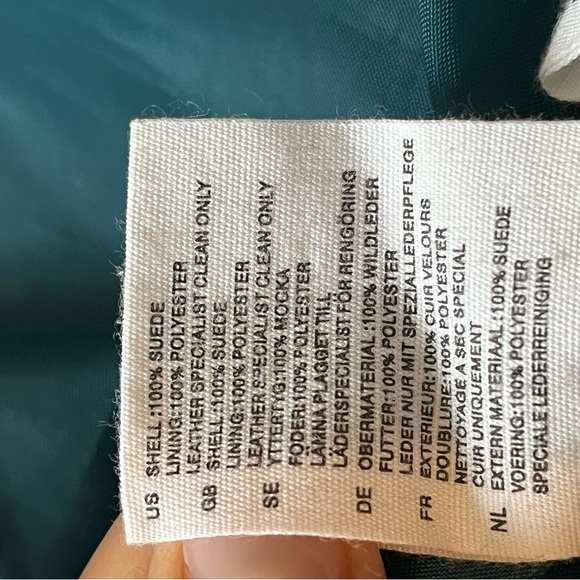 US SHELL :100% SUEDE
LINING:100% POLYESTER
LEATHER SPECIALIST CLEAN ONLY
GB SHELL:100% SUEDE
LINING:100% POLYESTER
LEATHER SPECIALIST CLEAN ONLY
SE YTTERTYG:100% MOCKA
FODER:100% POLYESTER
LÄMNA PLAGGET TILL
LÄDERSPECIALIST FÖR RENGÖRING
DE OBERMATERIAL :100% WILDLEDER
FUTTER:100% POLYESTER
LEDER NUR MIT SPEZIALLEDERPFLEGE
FR EXTERIEUR:100% CUIR VELOURS
DOUBLURE:100% POLYESTER
NETTOYAGE A SEC SPECIAL
CUIR UNIQUEMENT
NL EXTERN MATERIAAL :100% SUEDE
VOERING:100% POLYESTER
SPECIALE LEDERREINIGING